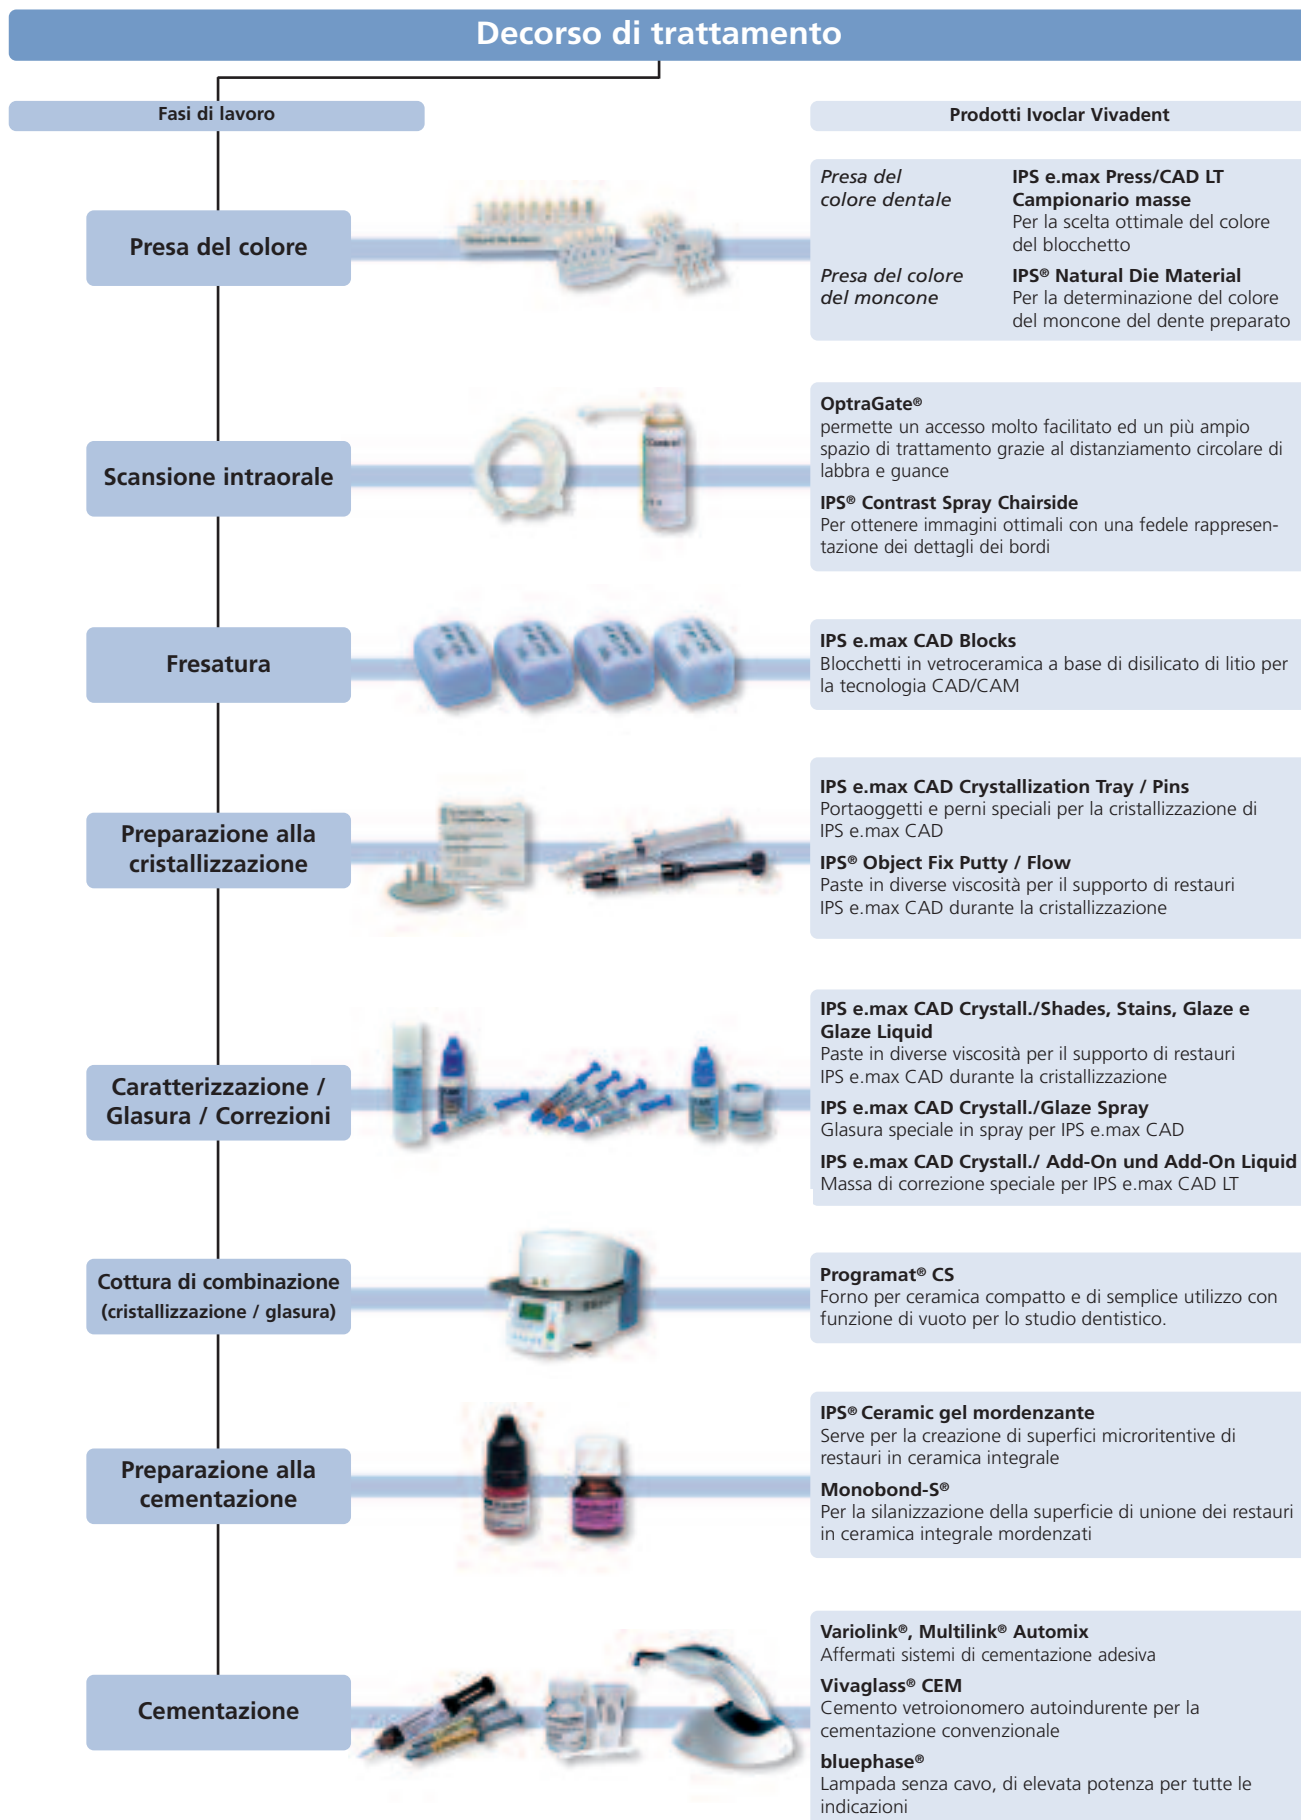 Decorso di trattamento
Fasi di lavoro
Prodotti Ivoclar Vivadent
Presa del colore
Presa del
colore dentale
IPS e.max Press/CAD LT
Campionario masse
Per la scelta ottimale del colore
del blocchetto
Presa del colore
del moncone
IPS® Natural Die Material
Per la determinazione del colore
del moncone del dente preparato
Scansione intraorale
OptraGate®
permette un accesso molto facilitato ed un più ampio
spazio di trattamento grazie al distanziamento circolare di
labbra e guance
IPS® Contrast Spray Chairside
Per ottenere immagini ottimali con una fedele rappresen-
tazione dei dettagli dei bordi
Fresatura
IPS e.max CAD Blocks
Blocchetti in vetroceramica a base di disilicato di litio per
la tecnologia CAD/CAM
Preparazione alla
cristallizzazione
IPS e.max CAD Crystallization Tray / Pins
Portaoggetti e perni speciali per la cristallizzazione di
IPS e.max CAD
IPS® Object Fix Putty / Flow
Paste in diverse viscosità per il supporto di restauri
IPS e.max CAD durante la cristallizzazione
Caratterizzazione /
Glasura / Correzioni
IPS e.max CAD Crystall./Shades, Stains, Glaze e
Glaze Liquid
Paste in diverse viscosità per il supporto di restauri
IPS e.max CAD durante la cristallizzazione
IPS e.max CAD Crystall./Glaze Spray
Glasura speciale in spray per IPS e.max CAD
IPS e.max CAD Crystall./ Add-On und Add-On Liquid
Massa di correzione speciale per IPS e.max CAD LT
Cottura di combinazione
(cristallizzazione / glasura)
Programat® CS
Forno per ceramica compatto e di semplice utilizzo con
funzione di vuoto per lo studio dentistico.
Preparazione alla
cementazione
IPS® Ceramic gel mordenzante
Serve per la creazione di superfici microritentive di
restauri in ceramica integrale
Monobond-S®
Per la silanizzazione della superficie di unione dei restauri
in ceramica integrale mordenzati
Cementazione
Variolink®, Multilink® Automix
Affermati sistemi di cementazione adesiva
Vivaglass® CEM
Cemento vetroionomero autoindurente per la
cementazione convenzionale
bluephase®
Lampada senza cavo, di elevata potenza per tutte le
indicazioni